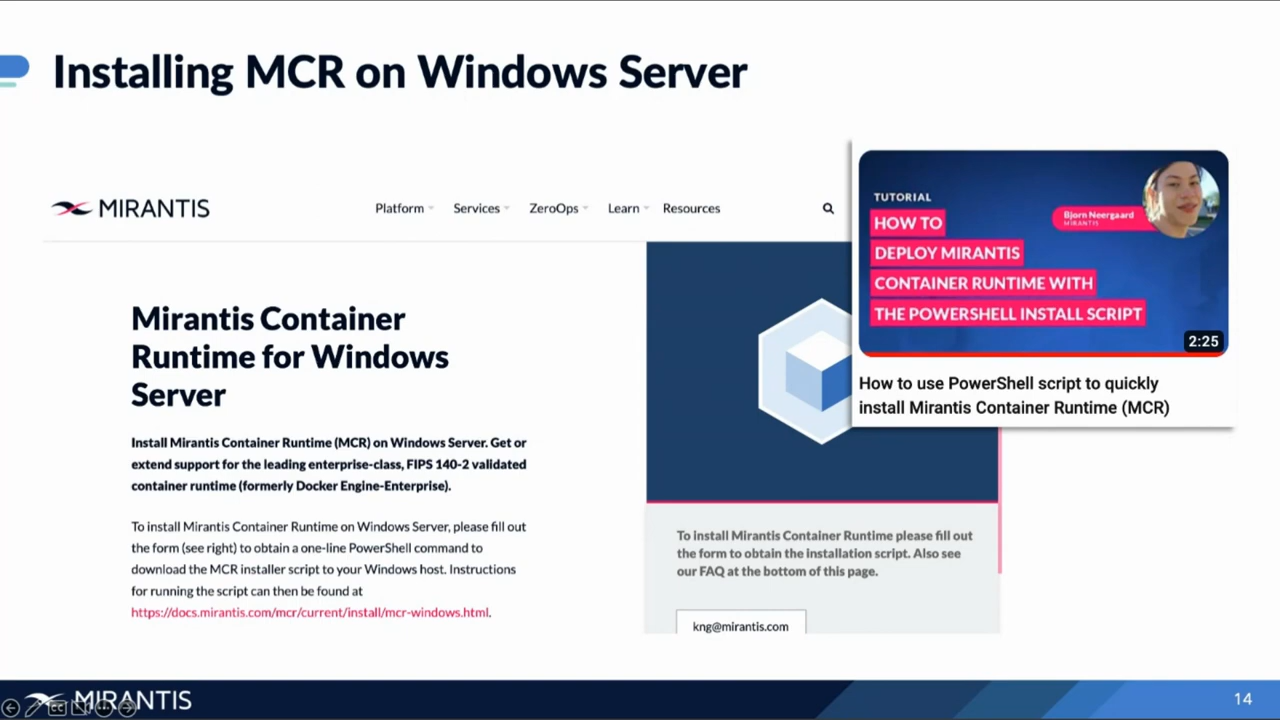 Installing MCR on Windows Server
MIRANTIS
Platform
Services
ZeroOps
Learn
Resources
Mirantis Container
Runtime for Windows
Server
Install Mirantis Container Runtime (MCR) on Windows Server. Get or
extend support for the leading enterprise-class, FIPS 140-2 validated
container runtime (formerly Docker Engine-Enterprise).
To install Mirantis Container Runtime on Windows Server, please fill out
the form (see right) to obtain a one-line PowerShell command to
download the MCR installer script to your Windows host. Instructions
for running the script can then be found at
https://docs.mirantis.com/mcr/current/install/mcr-windows.html.
TUTORIAL
HOW TO
DEPLOY MIRANTIS
CONTAINER RUNTIME WITH
THE POWERSHELL INSTALL SCRIPT
Bjorn Neergaard
MIRANTIS
2:25
How to use PowerShell script to quickly
install Mirantis Container Runtime (MCR)
To install Mirantis Container Runtime please fill out
the form to obtain the installation script. Also see
our FAQ at the bottom of this page.
kng@mirantis.com
MIRANTIS
CC
14